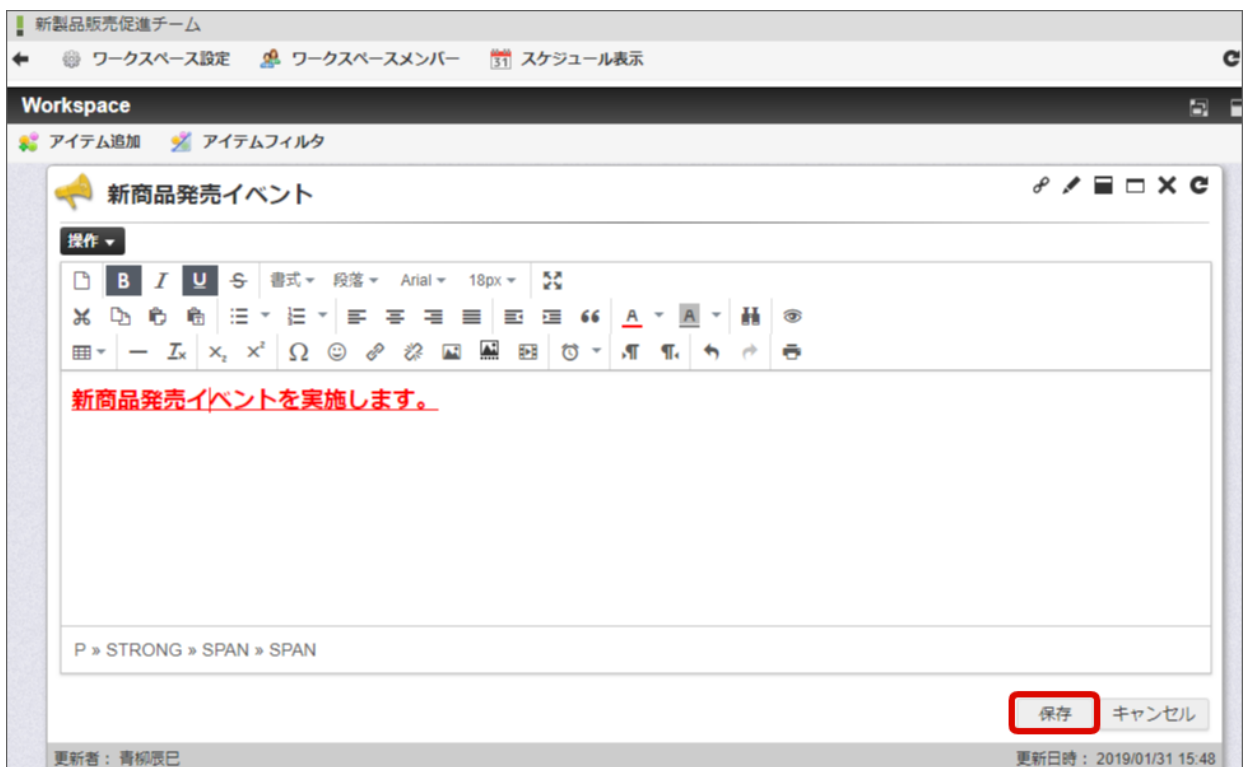 新製品販売促進チーム
ワークスペース設定 ワークスペースメンバー 31 スケジュール表示
Workspace
アイテム追加 アイテムフィルタ
新商品発売イベント
操作
B I U S 書式 段落 Arial 18px
A A
Ix x₂ x² Ω
新商品発売イベントを実施します。
P » STRONG » SPAN » SPAN
保存 キャンセル
更新者： 青柳辰巳 更新日時： 2019/01/31 15:48